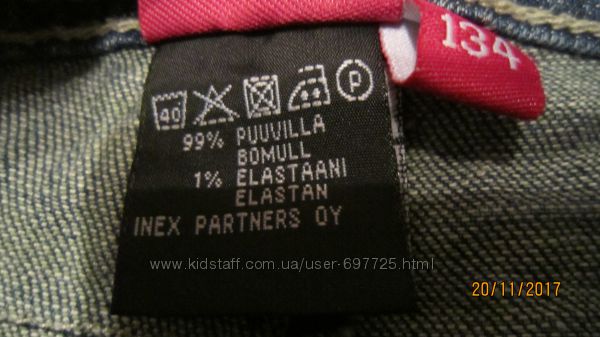 134
40 P
99% PUUVILLA
BOMULL
1% ELASTAANI
ELASTAN
INEX PARTNERS OY
www.kidstaff.com.ua/user-697725.html
20/11/2017